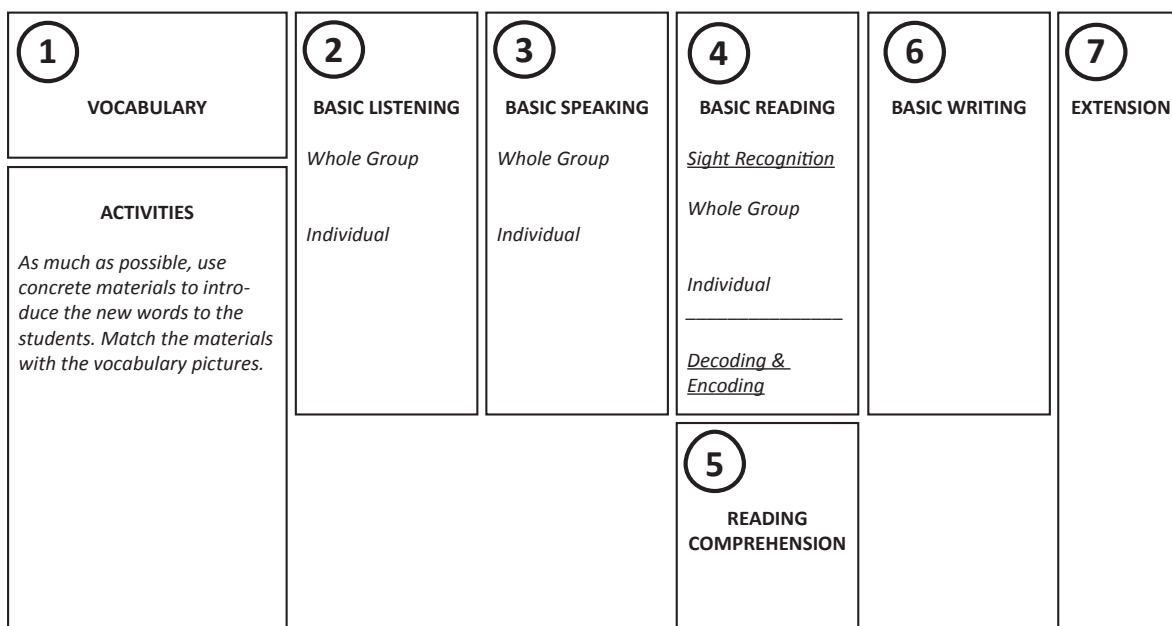 1
VOCABULARY
ACTIVITIES
As much as possible, use
concrete materials to intro-
duce the new words to the
students. Match the materials
with the vocabulary pictures.
2
BASIC LISTENING
Whole Group
Individual
3
BASIC SPEAKING
Whole Group
Individual
4
BASIC READING
Sight Recognition
Whole Group
Individual
Decoding &
Encoding
5
READING
COMPREHENSION
6
BASIC WRITING
7
EXTENSION